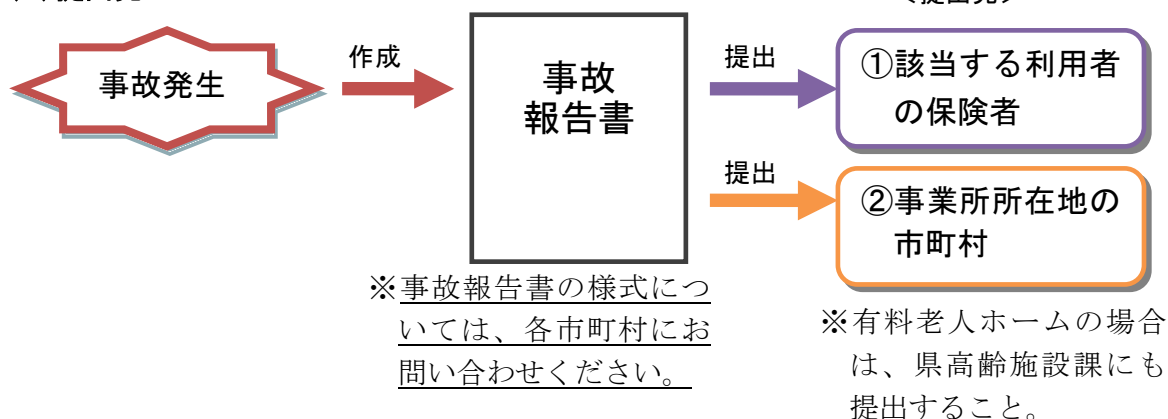 事故発生
作成
事故
報告書
提出
①該当する利用者
の保険者
提出
②事業所所在地の
市町村
※事故報告書の様式につ
いては、各市町村にお
問い合わせください。
※有料老人ホームの場合
は、県高齢施設課にも
提出すること。